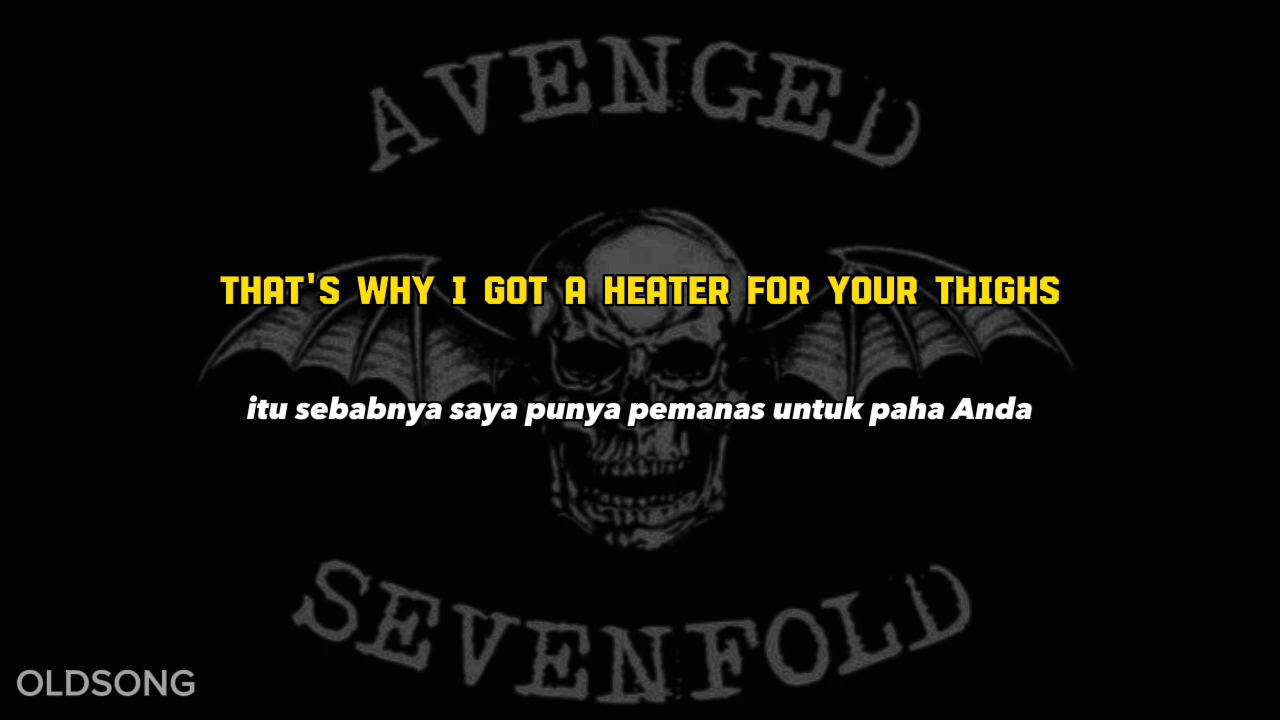 AVENGED
THAT'S WHY I GOT A HEATER FOR YOUR THIGHS
itu sebabnya saya punya pemanas untuk paha Anda
SEVENFOLD
OLDSONG